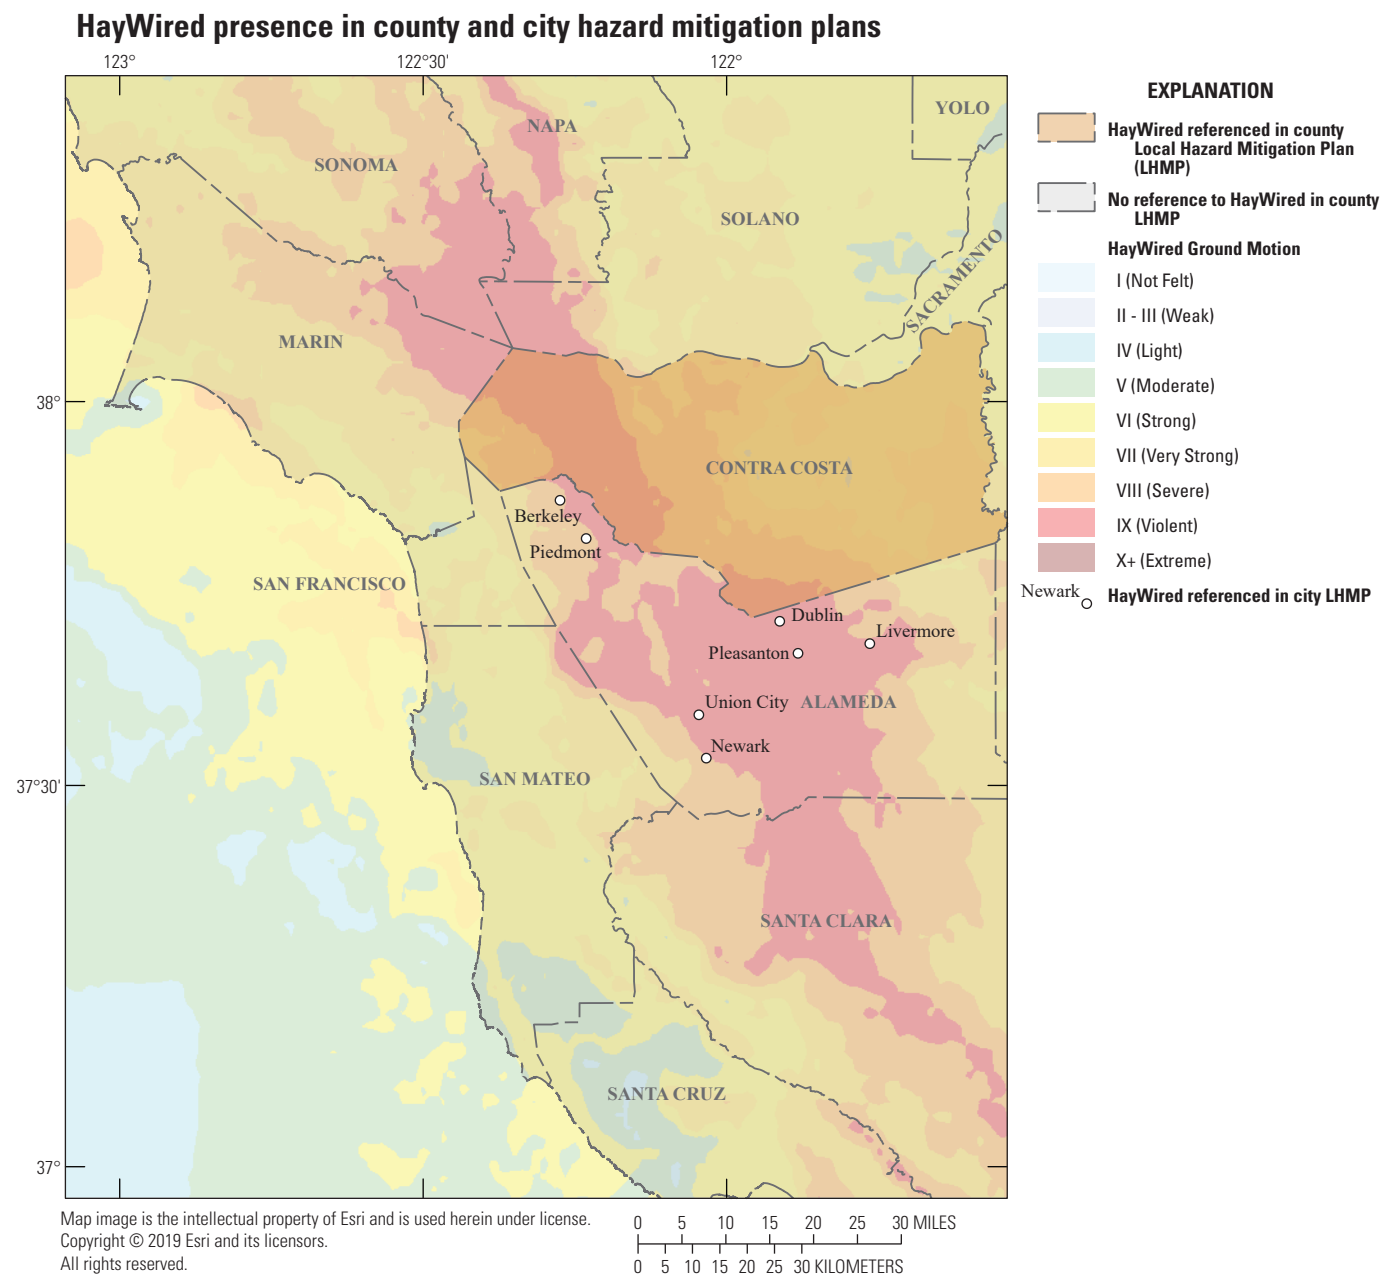 HayWired presence in county and city hazard mitigation plans
123°
122°30'
122°
38°
37°30'
37°
NAPA
YOLO
SONOMA
SOLANO
SACRAMENTO
MARIN
CONTRA COSTA
Berkeley
Piedmont
SAN FRANCISCO
Dublin
Livermore
Pleasanton
Union City
ALAMEDA
Newark
SAN MATEO
SANTA CLARA
SANTA CRUZ
EXPLANATION
HayWired referenced in county
Local Hazard Mitigation Plan
(LHMP)
No reference to HayWired in county
LHMP
HayWired Ground Motion
I (Not Felt)
II - III (Weak)
IV (Light)
V (Moderate)
VI (Strong)
VII (Very Strong)
VIII (Severe)
IX (Violent)
X+ (Extreme)
Newark
HayWired referenced in city LHMP
Map image is the intellectual property of Esri and is used herein under license.
Copyright © 2019 Esri and its licensors.
All rights reserved.
0 5 10 15 20 25 30 MILES
0 5 10 15 20 25 30 KILOMETERS